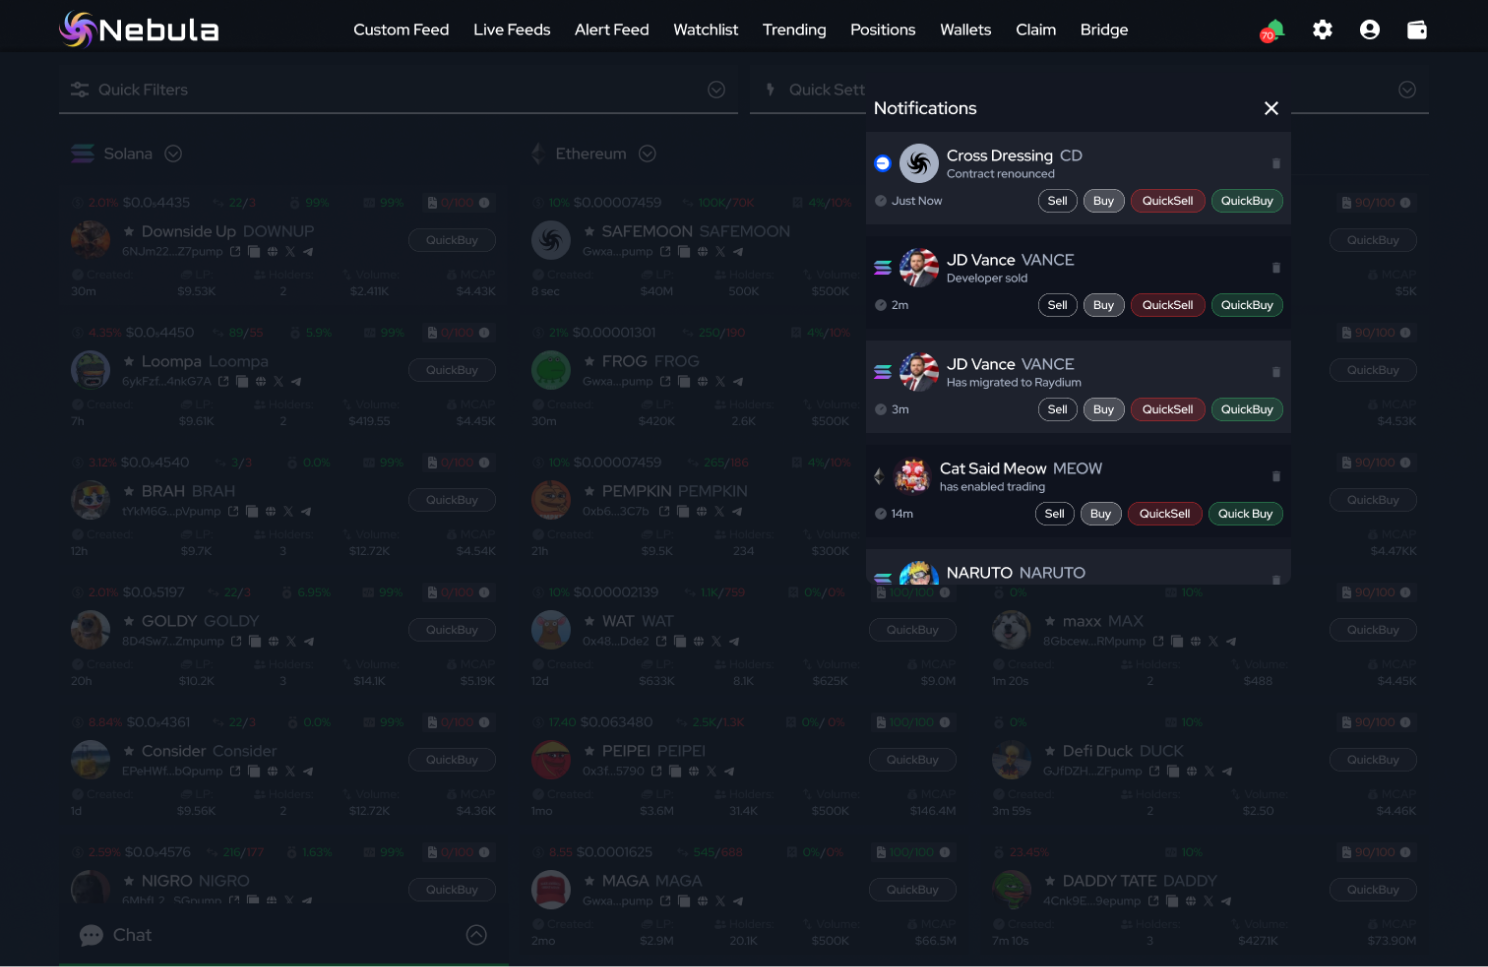 Nebula
Custom Feed Live Feeds Alert Feed Watchlist Trending Positions Wallets Claim Bridge
70
Quick Filters
Quick Sett
Notifications
Cross Dressing CD
Contract renounced
Just Now Sell Buy QuickSell QuickBuy
JD Vance VANCE
Developer sold
2m Sell Buy QuickSell QuickBuy
JD Vance VANCE
Has migrated to Raydium
3m Sell Buy QuickSell QuickBuy
Cat Said Meow MEOW
has enabled trading
14m Sell Buy QuickSell Quick Buy
NARUTO NARUTO
Solana
2.01% $0.0₉4435 22/3 99% 0/100
Downside Up DOWNUP QuickBuy
6NJm22...Z7pump
Created: LP: Holders: Volume: MCAP
30m $9.53K 2 $2.411K $4.43K
4.35% $0.0₉4450 89/55 5.9% 99% 0/100
Loompa Loompa QuickBuy
6ykFzf...4nkG7A
Created: LP: Holders: Volume: MCAP
7h $9.61K 2 $419.55 $4.45K
3.12% $0.0₉4540 3/3 0.0% 99% 0/100
BRAH BRAH QuickBuy
tYkM6G...pVpump
Created: LP: Holders: Volume: MCAP
12h $9.7K 3 $12.72K $4.54K
2.01% $0.0₉5197 22/3 6.95% 99% 0/100
GOLDY GOLDY QuickBuy
8D4Sw7...Zmpump
Created: LP: Holders: Volume: MCAP
20h $10.2K 3 $14.1K $5.19K
8.84% $0.0₉4361 22/3 0.0% 99% 0/100
Consider Consider QuickBuy
EPeHWf...bQpump
Created: LP: Holders: Volume: MCAP
1d $9.56K 2 $12.72K $4.36K
2.59% $0.0₉4576 216/177 1.63% 99% 0/100
NIGRO NIGRO QuickBuy
6MhfL2...5Gpump
Chat
Ethereum
10% $0.00007459 100K/70K 4%/10%
SAFEMOON SAFEMOON
Gwxa...pump
Created: LP: Holders: Volume:
8 sec $40M 500K $500K
21% $0.00001301 250/190 4%/10%
FROG FROG
Gwxa...pump
Created: LP: Holders: Volume:
30m $420K 2.6K $500K
10% $0.00007459 265/186 4%/10%
PEMPKIN PEMPKIN
0xb6...3C7b
Created: LP: Holders: Volume:
21h $9.5K 234 $300K
10% $0.00002139 1.1K/759 0%/0% 100/100
WAT WAT QuickBuy
0x48...Dde2
Created: LP: Holders: Volume: MCAP
12d $633K 8.1K $625K $9.0M
17.40 $0.063480 2.5K/1.3K 0%/ 0% 100/100
PEIPEI PEIPEI QuickBuy
0x3f...5790
Created: LP: Holders: Volume: MCAP
1mo $3.6M 31.4K $500K $146.4M
8.55 $0.0001625 545/688 0%/0% 100/100
MAGA MAGA QuickBuy
Gwxa...pump
Created: LP: Holders: Volume: MCAP
2mo $2.9M 20.1K $500K $66.5M
90/100
QuickBuy
MCAP
$5K
90/100
QuickBuy
MCAP
$4.53K
90/100
QuickBuy
MCAP
$4.47KK
0% 10% 90/100
maxx MAX QuickBuy
8Gbcew...RMpump
Created: Holders: Volume: MCAP
1m 20s 2 $488 $4.45K
0% 10% 90/100
Defi Duck DUCK QuickBuy
GJfDZH...ZFpump
Created: Holders: Volume: MCAP
3m 59s 2 $2.50 $4.46K
23.45% 10% 90/100
DADDY TATE DADDY QuickBuy
4Cnk9E...9epump
Created: Holders: Volume: MCAP
7m 10s 3 $427.1K $73.90M